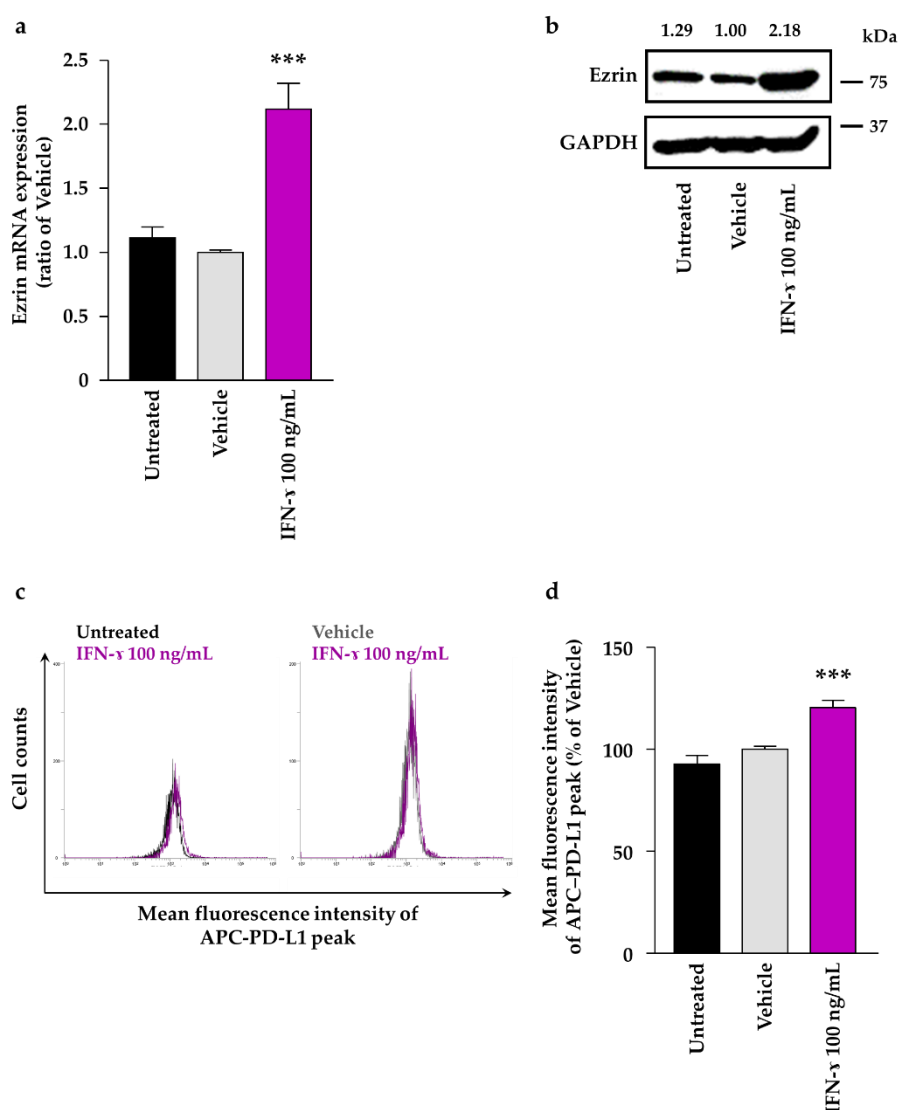 a
***
2.5
2.0
1.5
1.0
0.5
0
Ezrin mRNA expression
(ratio of Vehicle)
Untreated
Vehicle
IFN-ɤ 100 ng/mL
b
1.29 1.00 2.18 kDa
Ezrin
75
37
GAPDH
Untreated
Vehicle
IFN-ɤ 100 ng/mL
c
Untreated
IFN-ɤ 100 ng/mL
Vehicle
IFN-ɤ 100 ng/mL
Cell counts
Mean fluorescence intensity of
APC-PD-L1 peak
d
150
***
100
50
0
Mean fluorescence intensity
of APC–PD-L1 peak (% of Vehicle)
Untreated
Vehicle
IFN-ɤ 100 ng/mL